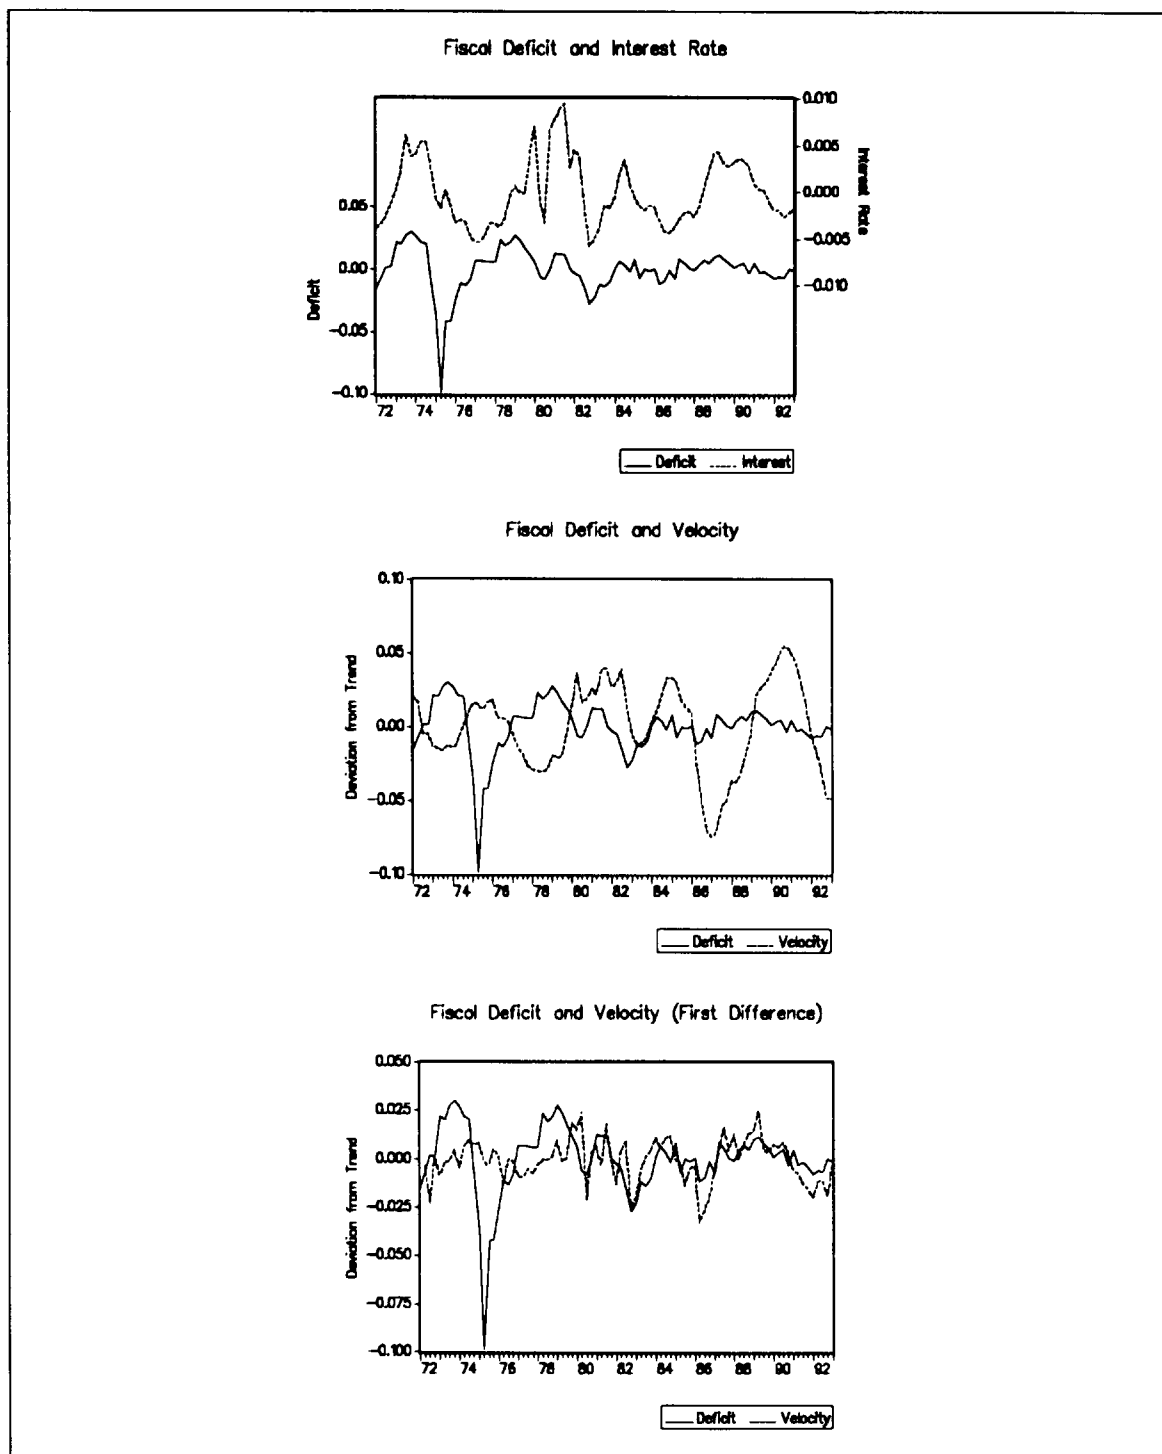 Fiscal Deficit and Interest Rate
0.010
0.005
0.000
-0.005
-0.010
Interest Rate
0.05
0.00
-0.05
-0.10
Deficit
72 74 76 78 80 82 84 86 88 90 92
Deficit Interest
Fiscal Deficit and Velocity
0.10
0.05
0.00
-0.05
-0.10
Deviation from Trend
72 74 76 78 80 82 84 86 88 90 92
Deficit Velocity
Fiscal Deficit and Velocity (First Difference)
0.050
0.025
0.000
-0.025
-0.050
-0.075
-0.100
Deviation from Trend
72 74 76 78 80 82 84 86 88 90 92
Deficit Velocity